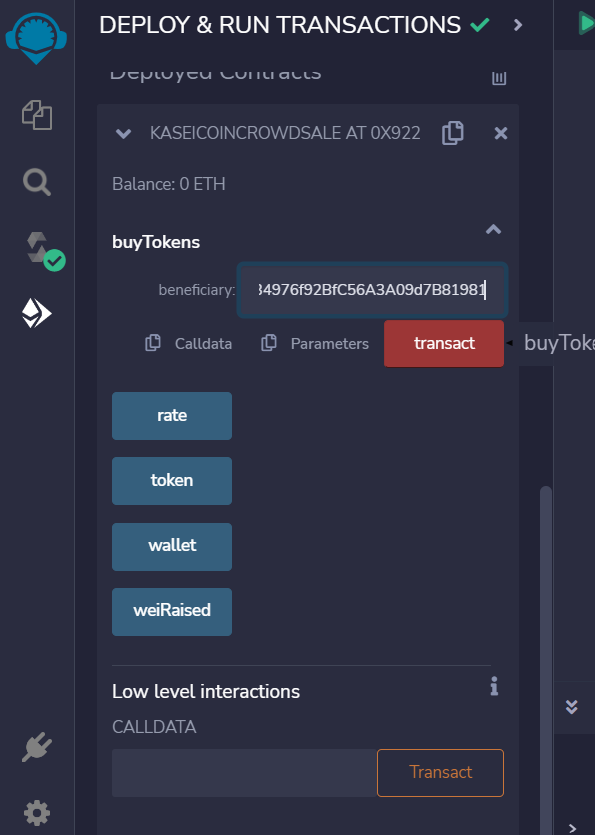 DEPLOY & RUN TRANSACTIONS
Deployed Contracts
KASEICOINCROWDSALE AT 0X922
Balance: 0 ETH
buyTokens
beneficiary: 34976f92BfC56A3A09d7B81981
Calldata Parameters transact buyToke
rate
token
wallet
weiRaised
Low level interactions
CALLDATA
Transact